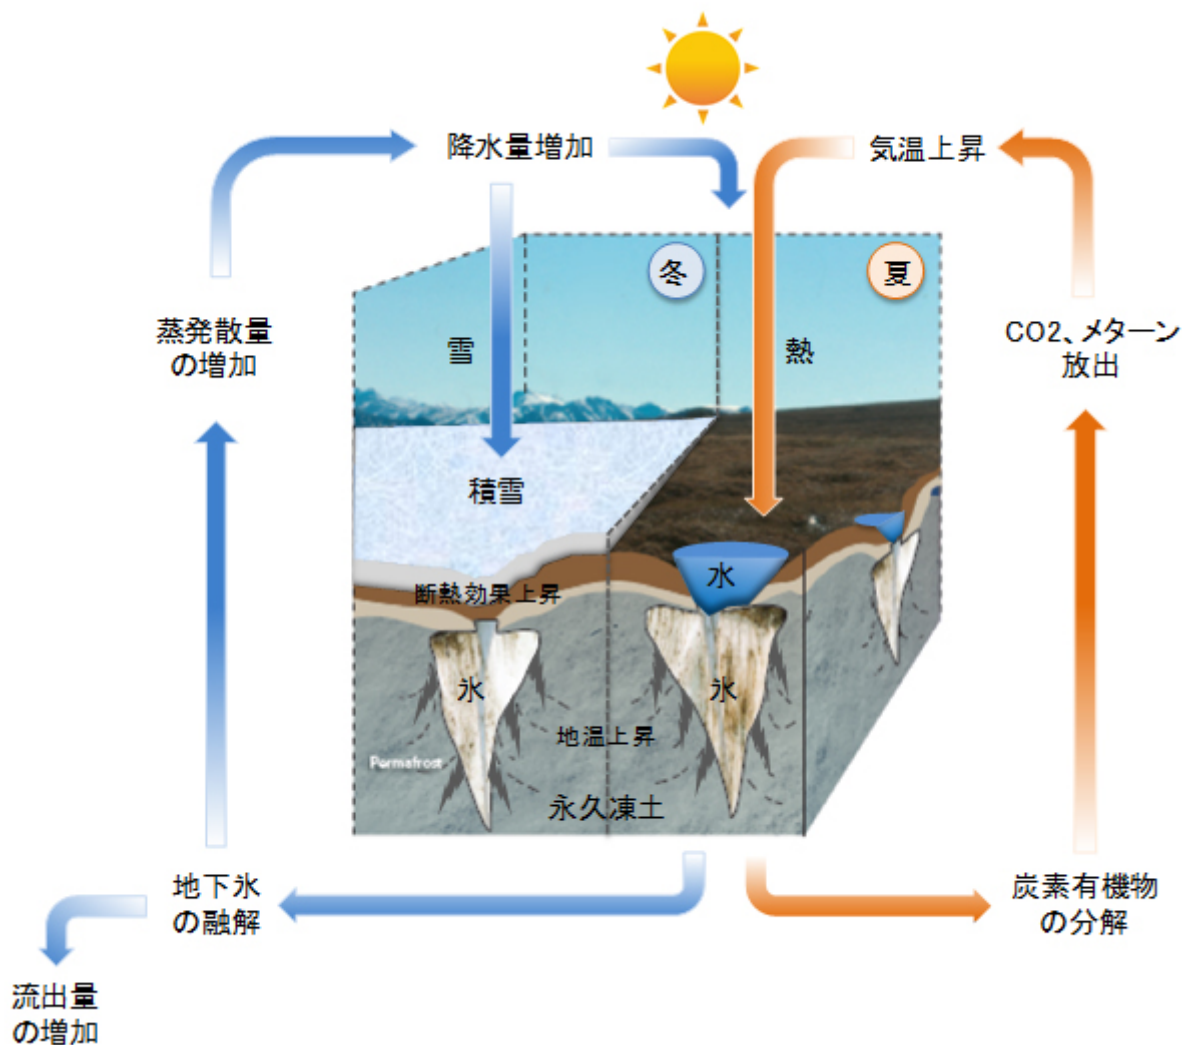 降水量増加
気温上昇
冬
夏
蒸発散量
の増加
雪
熱
CO2、メターン
放出
積雪
水
断熱効果上昇
氷
氷
地温上昇
Permafrost
永久凍土
地下氷
の融解
炭素有機物
の分解
流出量
の増加